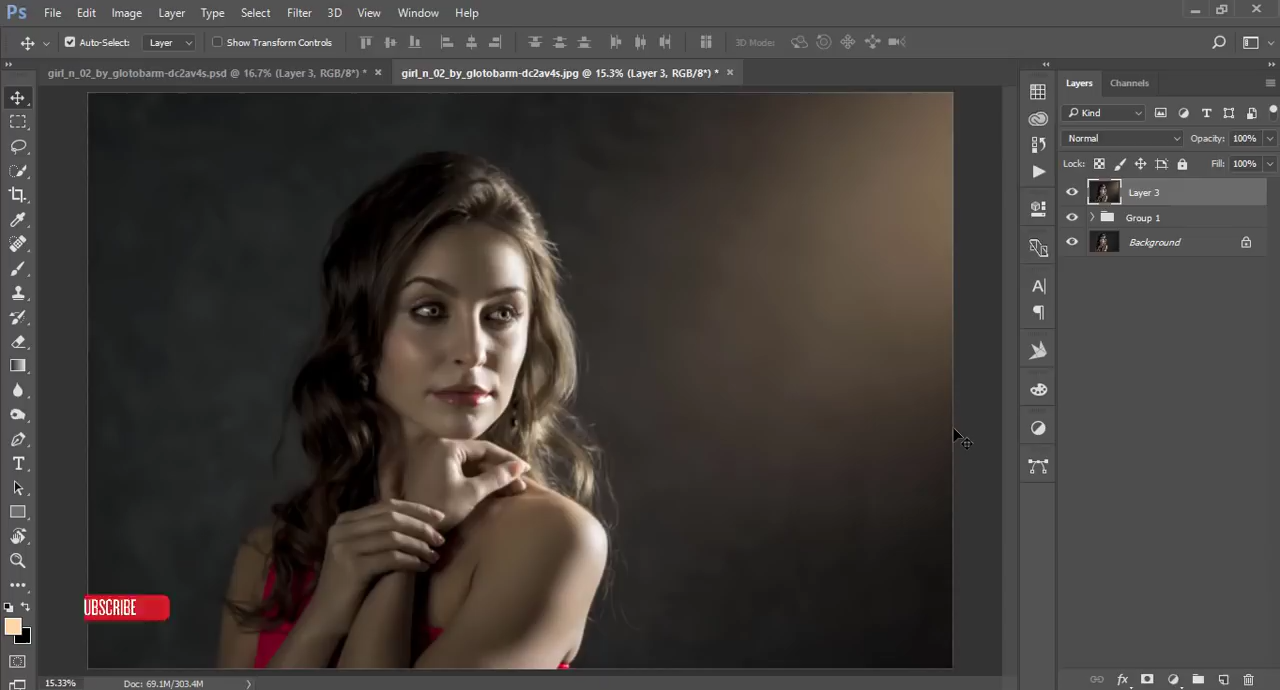 Ps File Edit Image Layer Type Select Filter 3D View Window Help
Auto-Select: Layer Show Transform Controls 3D Mode:
girl_n_02_by_glotobarm-dc2av4s.psd @ 16.7% (Layer 3, RGB/8*) * × girl_n_02_by_glotobarm-dc2av4s.jpg @ 15.3% (Layer 3, RGB/8*) * ×
Layers Channels
Kind
Normal Opacity: 100%
Lock: Fill: 100%
Layer 3
Group 1
Background
UBSCRIBE
15.33% Doc: 69.1M/303.4M